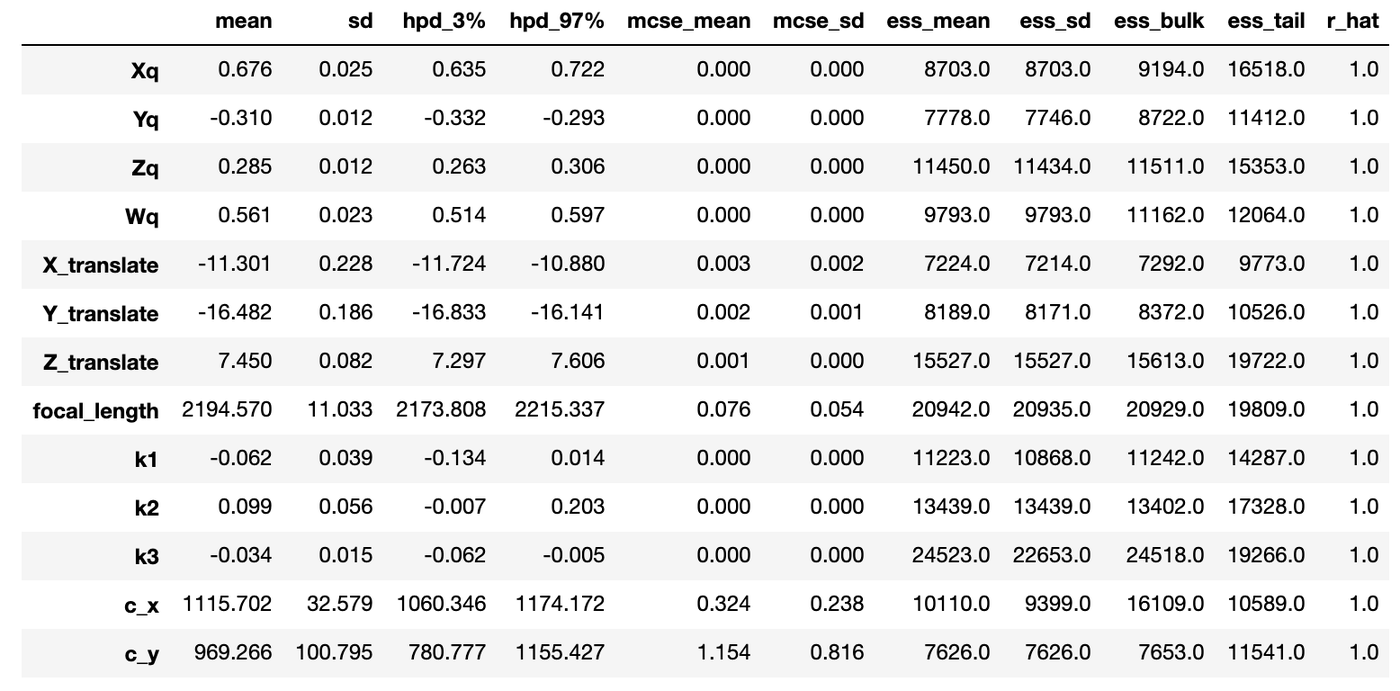 mean sd hpd_3% hpd_97% mcse_mean mcse_sd ess_mean ess_sd ess_bulk ess_tail r_hat
Xq 0.676 0.025 0.635 0.722 0.000 0.000 8703.0 8703.0 9194.0 16518.0 1.0
Yq -0.310 0.012 -0.332 -0.293 0.000 0.000 7778.0 7746.0 8722.0 11412.0 1.0
Zq 0.285 0.012 0.263 0.306 0.000 0.000 11450.0 11434.0 11511.0 15353.0 1.0
Wq 0.561 0.023 0.514 0.597 0.000 0.000 9793.0 9793.0 11162.0 12064.0 1.0
X_translate -11.301 0.228 -11.724 -10.880 0.003 0.002 7224.0 7214.0 7292.0 9773.0 1.0
Y_translate -16.482 0.186 -16.833 -16.141 0.002 0.001 8189.0 8171.0 8372.0 10526.0 1.0
Z_translate 7.450 0.082 7.297 7.606 0.001 0.000 15527.0 15527.0 15613.0 19722.0 1.0
focal_length 2194.570 11.033 2173.808 2215.337 0.076 0.054 20942.0 20935.0 20929.0 19809.0 1.0
k1 -0.062 0.039 -0.134 0.014 0.000 0.000 11223.0 10868.0 11242.0 14287.0 1.0
k2 0.099 0.056 -0.007 0.203 0.000 0.000 13439.0 13439.0 13402.0 17328.0 1.0
k3 -0.034 0.015 -0.062 -0.005 0.000 0.000 24523.0 22653.0 24518.0 19266.0 1.0
c_x 1115.702 32.579 1060.346 1174.172 0.324 0.238 10110.0 9399.0 16109.0 10589.0 1.0
c_y 969.266 100.795 780.777 1155.427 1.154 0.816 7626.0 7626.0 7653.0 11541.0 1.0